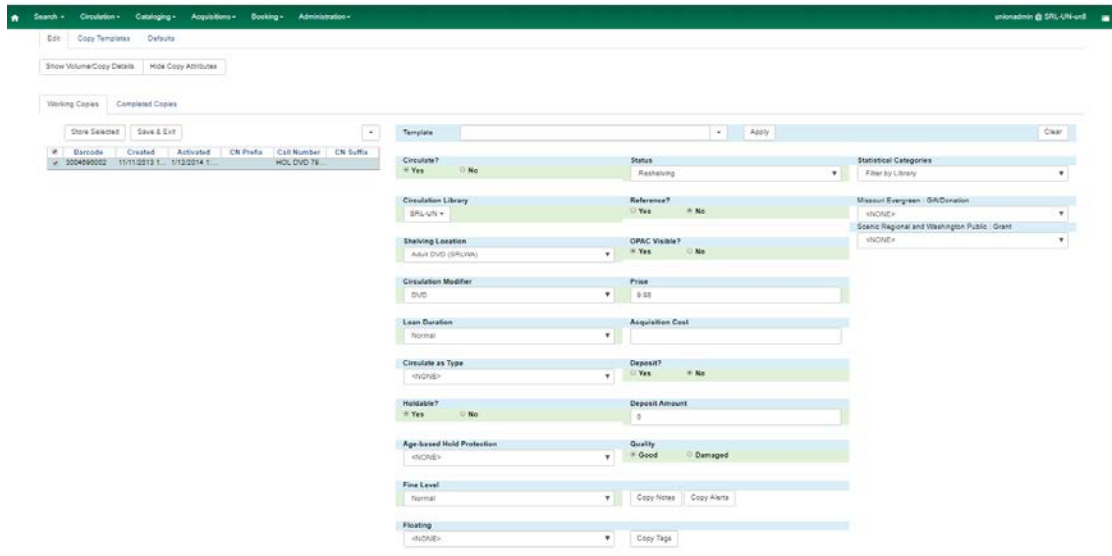 Search Circulation Cataloging Acquisitions Booking Administration unionadmin @ SRL-UN-un8
Edit Copy Templates Defaults
Show Volume/Copy Details Hide Copy Attributes
Working Copies Completed Copies
Store Selected Save & Exit
Barcode Created Activated CN Prefix Call Number CN Suffix
3004898002 11/11/2013 1... 1/12/2014 1:... HOL DVD 79...
Template Apply Clear
Circulate? Status Statistical Categories
Yes No Reshelving Filter by Library
Circulation Library Reference? Missouri Evergreen : Gift/Donation
SRL-UN Yes No <NONE>
Scenic Regional and Washington Public : Grant
Shelving Location OPAC Visible? <NONE>
Adult DVD (SRLWA) Yes No
Circulation Modifier Price
DVD 9.98
Loan Duration Acquisition Cost
Normal
Circulate as Type Deposit?
<NONE> Yes No
Holdable? Deposit Amount
Yes No 0
Age-based Hold Protection Quality
<NONE> Good Damaged
Fine Level
Normal Copy Notes Copy Alerts
Floating
<NONE> Copy Tags